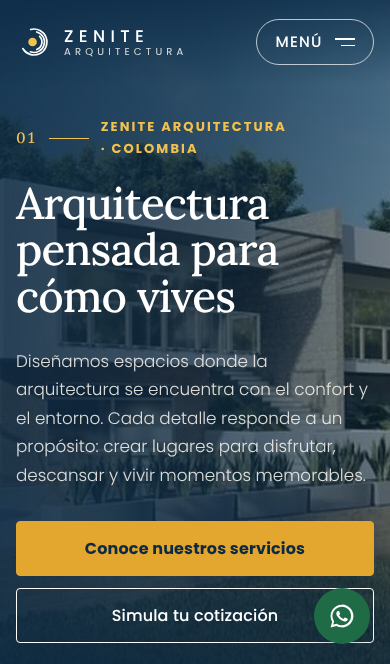 ZENITE
ARQUITECTURA
MENÚ
01
ZENITE ARQUITECTURA
· COLOMBIA
Arquitectura
pensada para
cómo vives
Diseñamos espacios donde la
arquitectura se encuentra con el confort y
el entorno. Cada detalle responde a un
propósito: crear lugares para disfrutar,
descansar y vivir momentos memorables.
Conoce nuestros servicios
Simula tu cotización